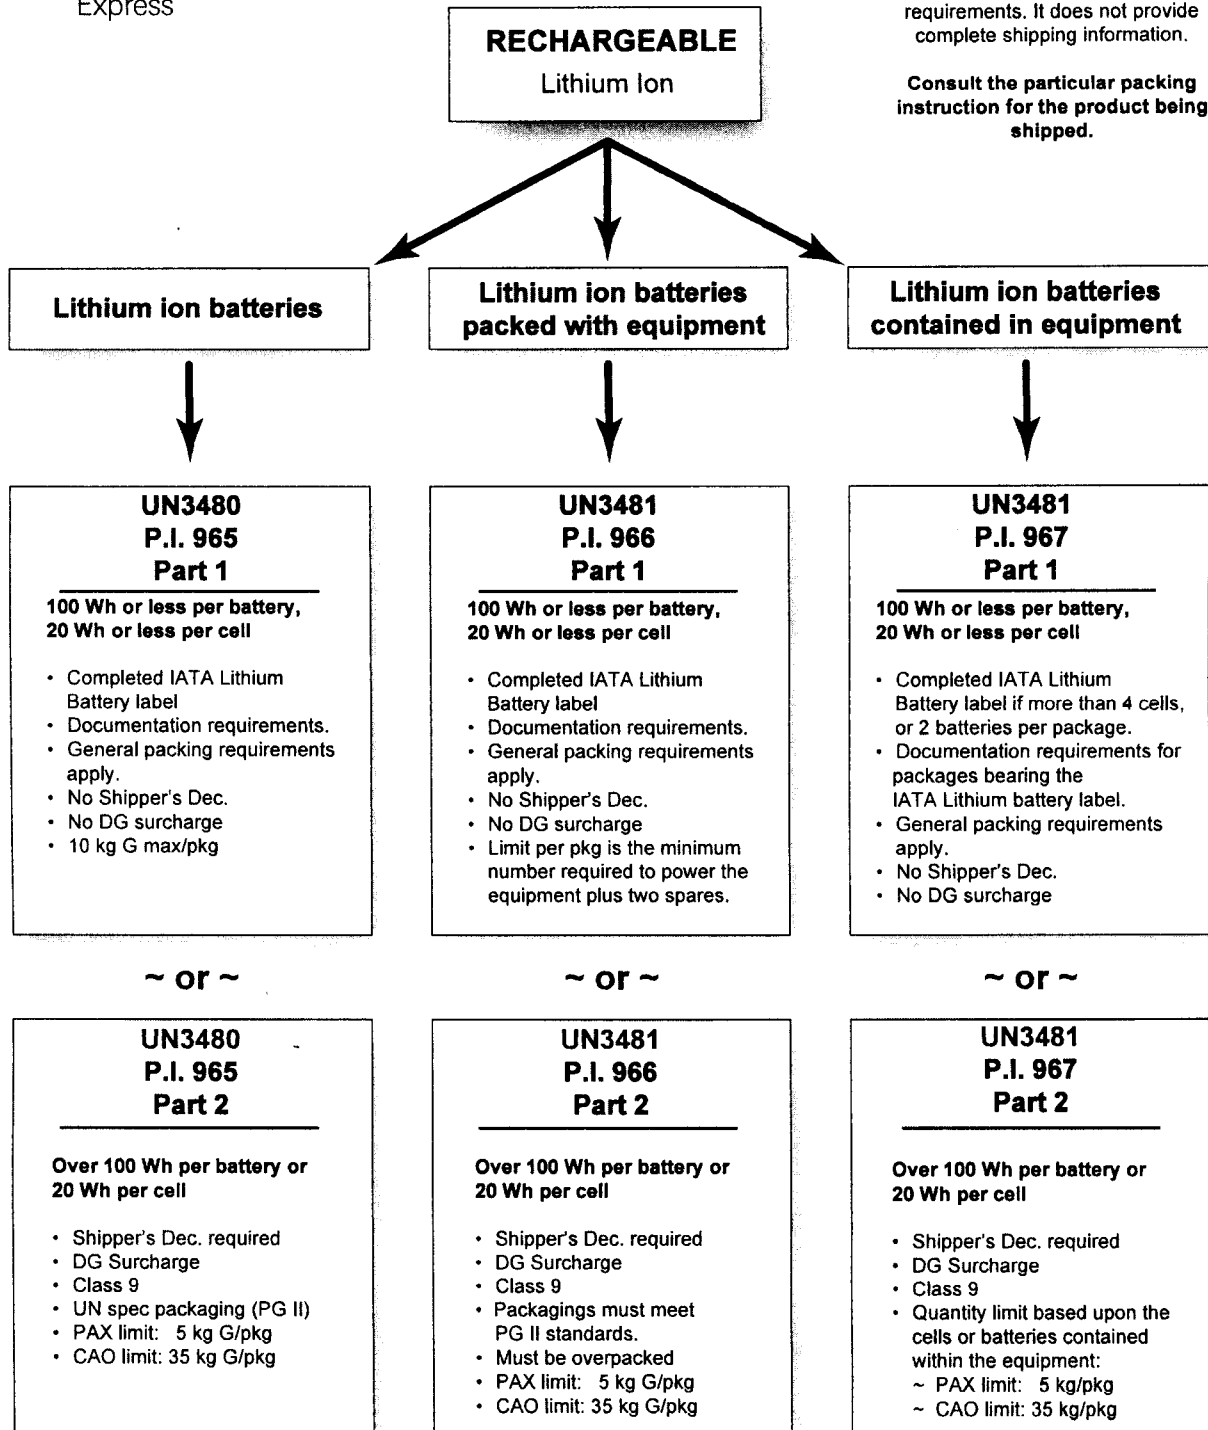 Express
requirements. It does not provide
complete shipping information.
Consult the particular packing
instruction for the product being
shipped.
RECHARGEABLE
Lithium Ion
Lithium ion batteries
Lithium ion batteries
packed with equipment
Lithium ion batteries
contained in equipment
UN3480
P.I. 965
Part 1
100 Wh or less per battery,
20 Wh or less per cell
• Completed IATA Lithium
Battery label
• Documentation requirements.
• General packing requirements
apply.
• No Shipper's Dec.
• No DG surcharge
• 10 kg G max/pkg
UN3481
P.I. 966
Part 1
100 Wh or less per battery,
20 Wh or less per cell
• Completed IATA Lithium
Battery label
• Documentation requirements.
• General packing requirements
apply.
• No Shipper's Dec.
• No DG surcharge
• Limit per pkg is the minimum
number required to power the
equipment plus two spares.
UN3481
P.I. 967
Part 1
100 Wh or less per battery,
20 Wh or less per cell
• Completed IATA Lithium
Battery label if more than 4 cells,
or 2 batteries per package.
• Documentation requirements for
packages bearing the
IATA Lithium battery label.
• General packing requirements
apply.
• No Shipper's Dec.
• No DG surcharge
~ or ~
~ or ~
~ or ~
UN3480
P.I. 965
Part 2
Over 100 Wh per battery or
20 Wh per cell
• Shipper's Dec. required
• DG Surcharge
• Class 9
• UN spec packaging (PG II)
• PAX limit: 5 kg G/pkg
• CAO limit: 35 kg G/pkg
UN3481
P.I. 966
Part 2
Over 100 Wh per battery or
20 Wh per cell
• Shipper's Dec. required
• DG Surcharge
• Class 9
• Packagings must meet
PG II standards.
• Must be overpacked
• PAX limit: 5 kg G/pkg
• CAO limit: 35 kg G/pkg
UN3481
P.I. 967
Part 2
Over 100 Wh per battery or
20 Wh per cell
• Shipper's Dec. required
• DG Surcharge
• Class 9
• Quantity limit based upon the
cells or batteries contained
within the equipment:
~ PAX limit: 5 kg/pkg
~ CAO limit: 35 kg/pkg